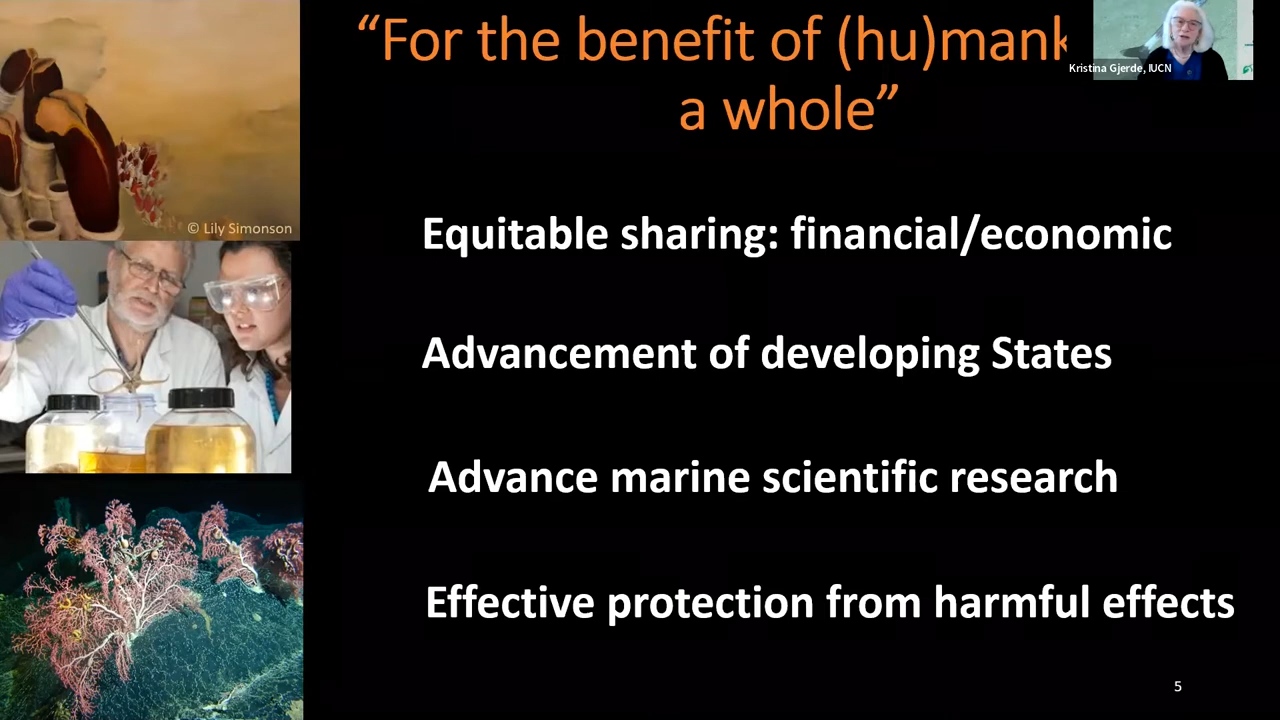 “For the benefit of (hu)mank
a whole”
Kristina Gjerde, IUCN
© Lily Simonson
Equitable sharing: financial/economic
Advancement of developing States
Advance marine scientific research
Effective protection from harmful effects
5